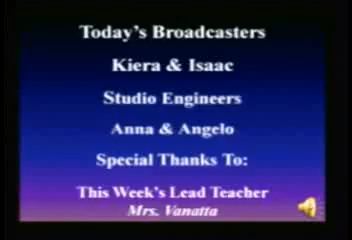 Today's Broadcasters
Kiera & Isaac
Studio Engineers
Anna & Angelo
Special Thanks To:
This Week's Lead Teacher
Mrs. Vanatta